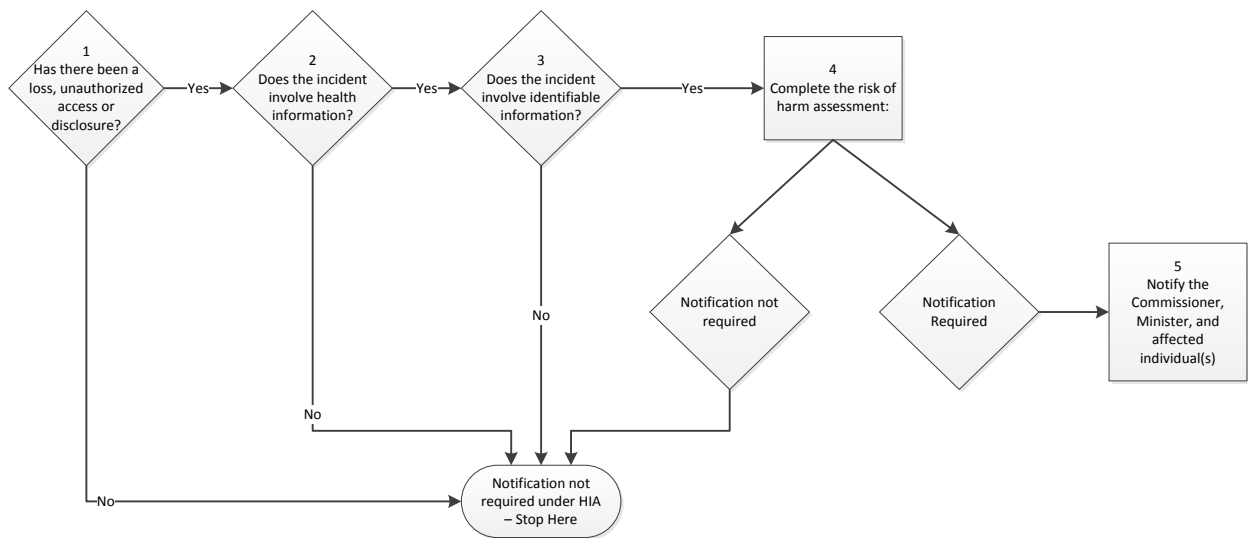 1
Has there been a
loss, unauthorized
access or
disclosure?
Yes
2
Does the incident
involve health
information?
Yes
3
Does the incident
involve identifiable
information?
Yes
4
Complete the risk of
harm assessment:
Notification not
required
Notification
Required
5
Notify the
Commissioner,
Minister, and
affected
individual(s)
No
No
No
Notification not
required under HIA
– Stop Here